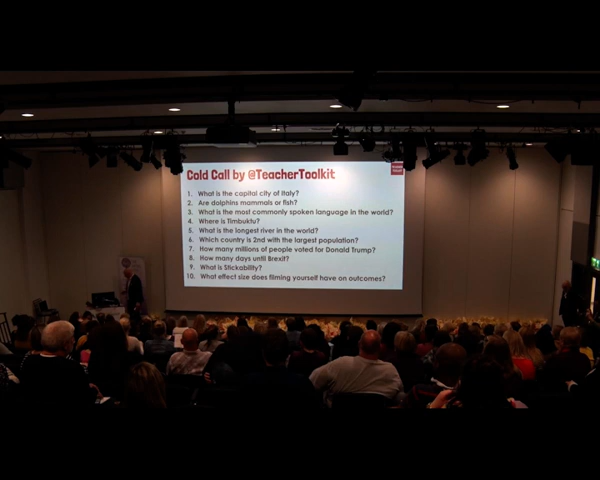 Cold Call by @TeacherToolkit
1. What is the capital city of Italy?
2. Are dolphins mammals or fish?
3. What is the most commonly spoken language in the world?
4. Where is Timbuktu?
5. What is the longest river in the world?
6. Which country is 2nd with the largest population?
7. How many millions of people voted for Donald Trump?
8. How many days until Brexit?
9. What is Stickability?
10. What effect size does filming yourself have on outcomes?